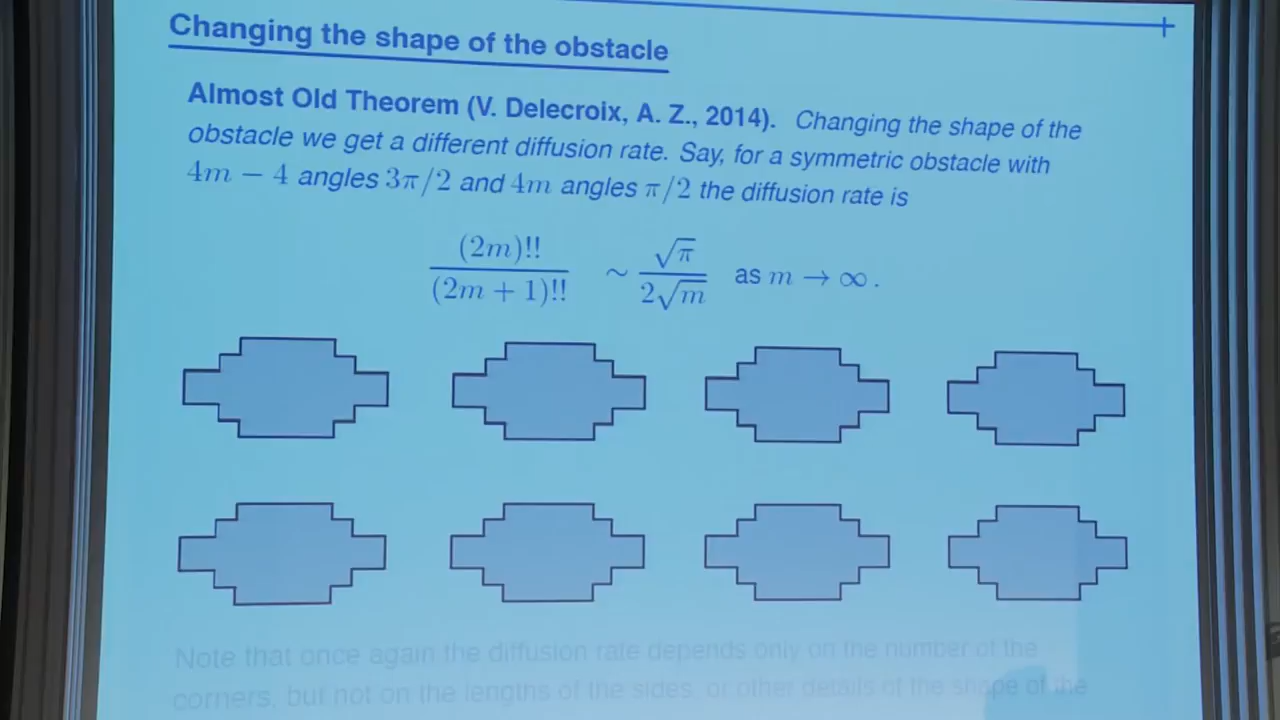 Changing the shape of the obstacle
Almost Old Theorem (V. Delecroix, A. Z., 2014). Changing the shape of the
obstacle we get a different diffusion rate. Say, for a symmetric obstacle with
4m − 4 angles 3π/2 and 4m angles π/2 the diffusion rate is
(2m)!! / (2m + 1)!! ∼ √π / 2√m as m → ∞ .
Note that once again the diffusion rate depends only on the number of the
corners, but not on the lengths of the sides, or other details of the shape of the